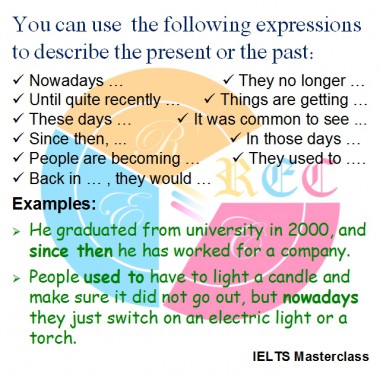 You can use the following expressions
to describe the present or the past:
✓ Nowadays … ✓ They no longer …
✓ Until quite recently … ✓ Things are getting …
✓ These days … ✓ It was common to see ...
✓ Since then, ... ✓ In those days …
✓ People are becoming … ✓ They used to ….
✓ Back in … , they would …
REC
R
E
C
Examples:
➢ He graduated from university in 2000, and
since then he has worked for a company.
➢ People used to have to light a candle and
make sure it did not go out, but nowadays
they just switch on an electric light or a
torch.
IELTS Masterclass